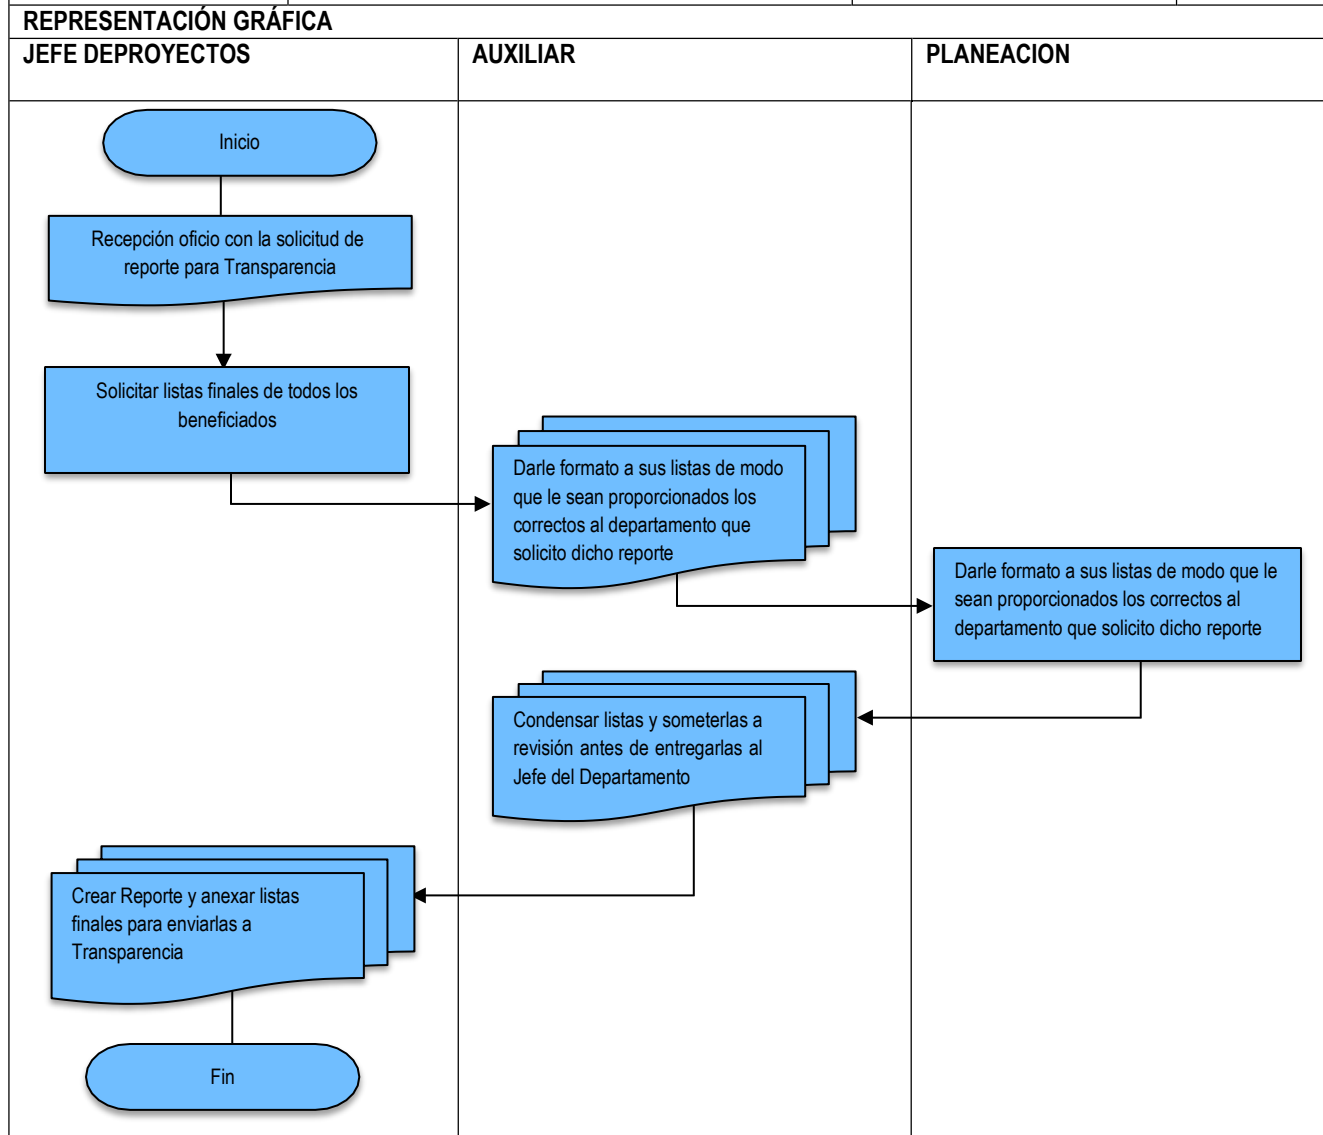 REPRESENTACIÓN GRÁFICA
JEFE DEPROYECTOS
AUXILIAR
PLANEACION
Inicio
Recepción oficio con la solicitud de
reporte para Transparencia
Solicitar listas finales de todos los
beneficiados
Darle formato a sus listas de modo
que le sean proporcionados los
correctos al departamento que
solicito dicho reporte
Darle formato a sus listas de modo que le
sean proporcionados los correctos al
departamento que solicito dicho reporte
Condensar listas y someterlas a
revisión antes de entregarlas al
Jefe del Departamento
Crear Reporte y anexar listas
finales para enviarlas a
Transparencia
Fin